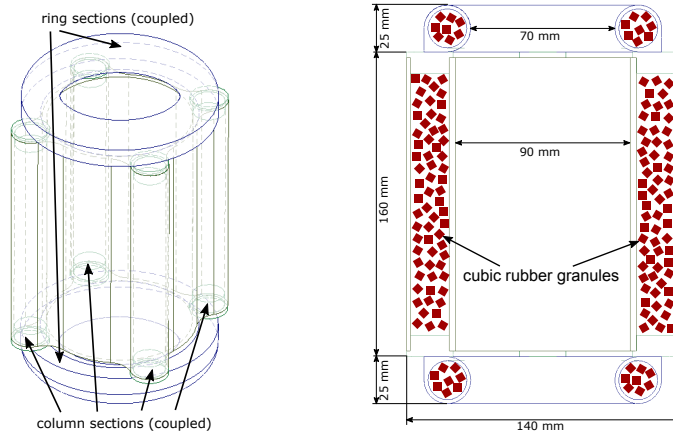 ring sections (coupled)
column sections (coupled)
25 mm
70 mm
160 mm
90 mm
cubic rubber granules
25 mm
140 mm